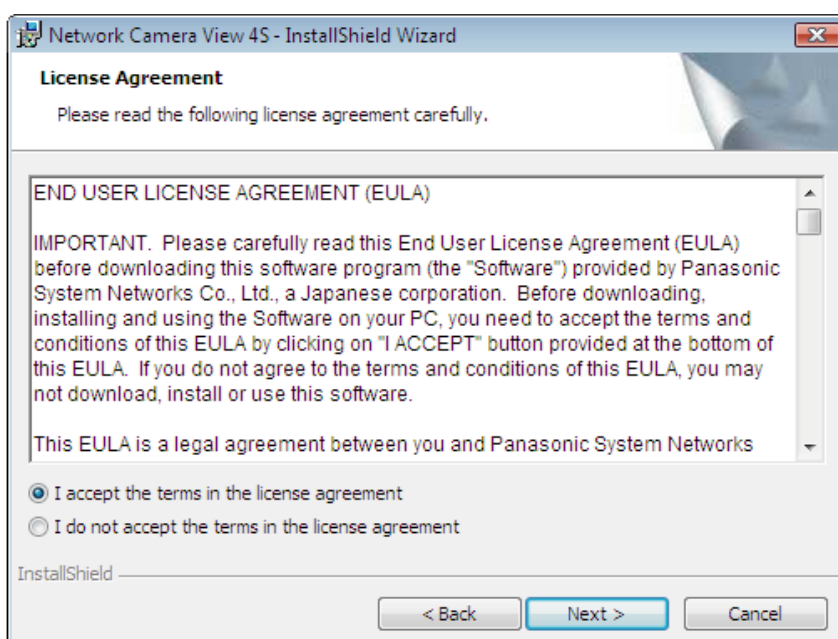 Network Camera View 4S - InstallShield Wizard
License Agreement
Please read the following license agreement carefully.
END USER LICENSE AGREEMENT (EULA)
IMPORTANT.  Please carefully read this End User License Agreement (EULA)
before downloading this software program (the "Software") provided by Panasonic
System Networks Co., Ltd., a Japanese corporation.  Before downloading,
installing and using the Software on your PC, you need to accept the terms and
conditions of this EULA by clicking on "I ACCEPT" button provided at the bottom of
this EULA.  If you do not agree to the terms and conditions of this EULA, you may
not download, install or use this software.
This EULA is a legal agreement between you and Panasonic System Networks
I accept the terms in the license agreement
I do not accept the terms in the license agreement
InstallShield
< Back
Next >
Cancel